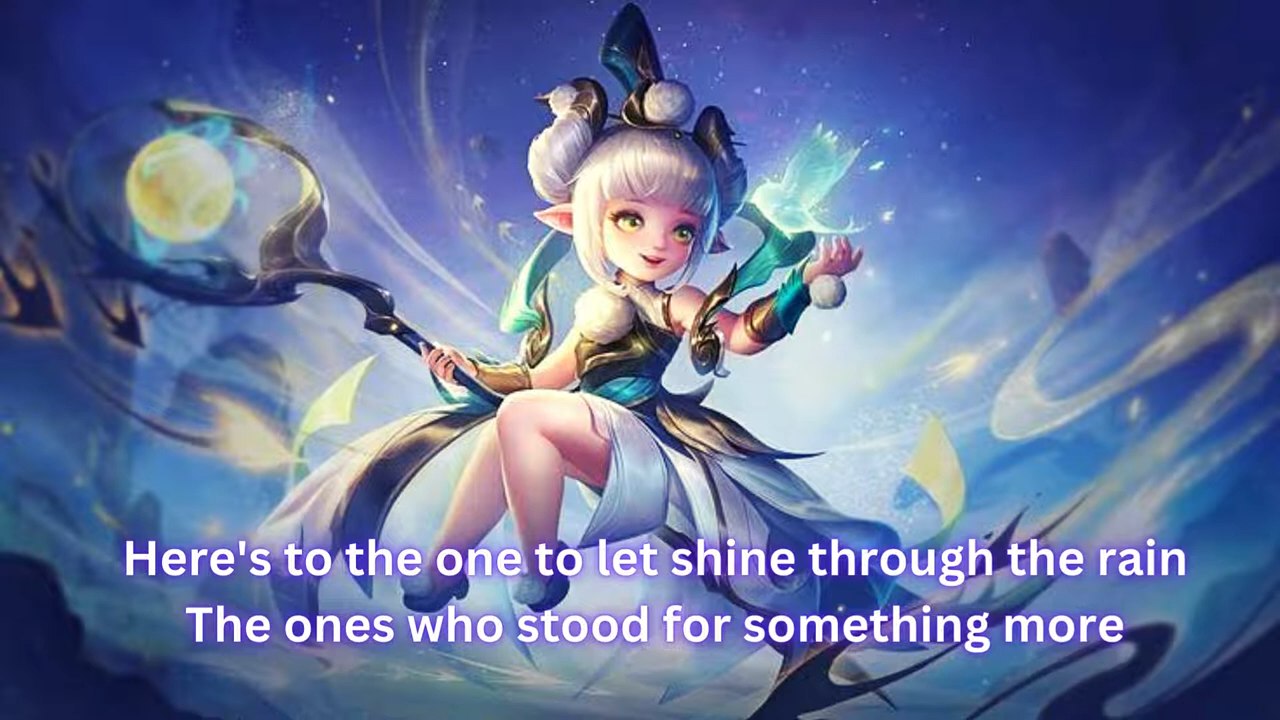 Here's to the one to let shine through the rain
The ones who stood for something more